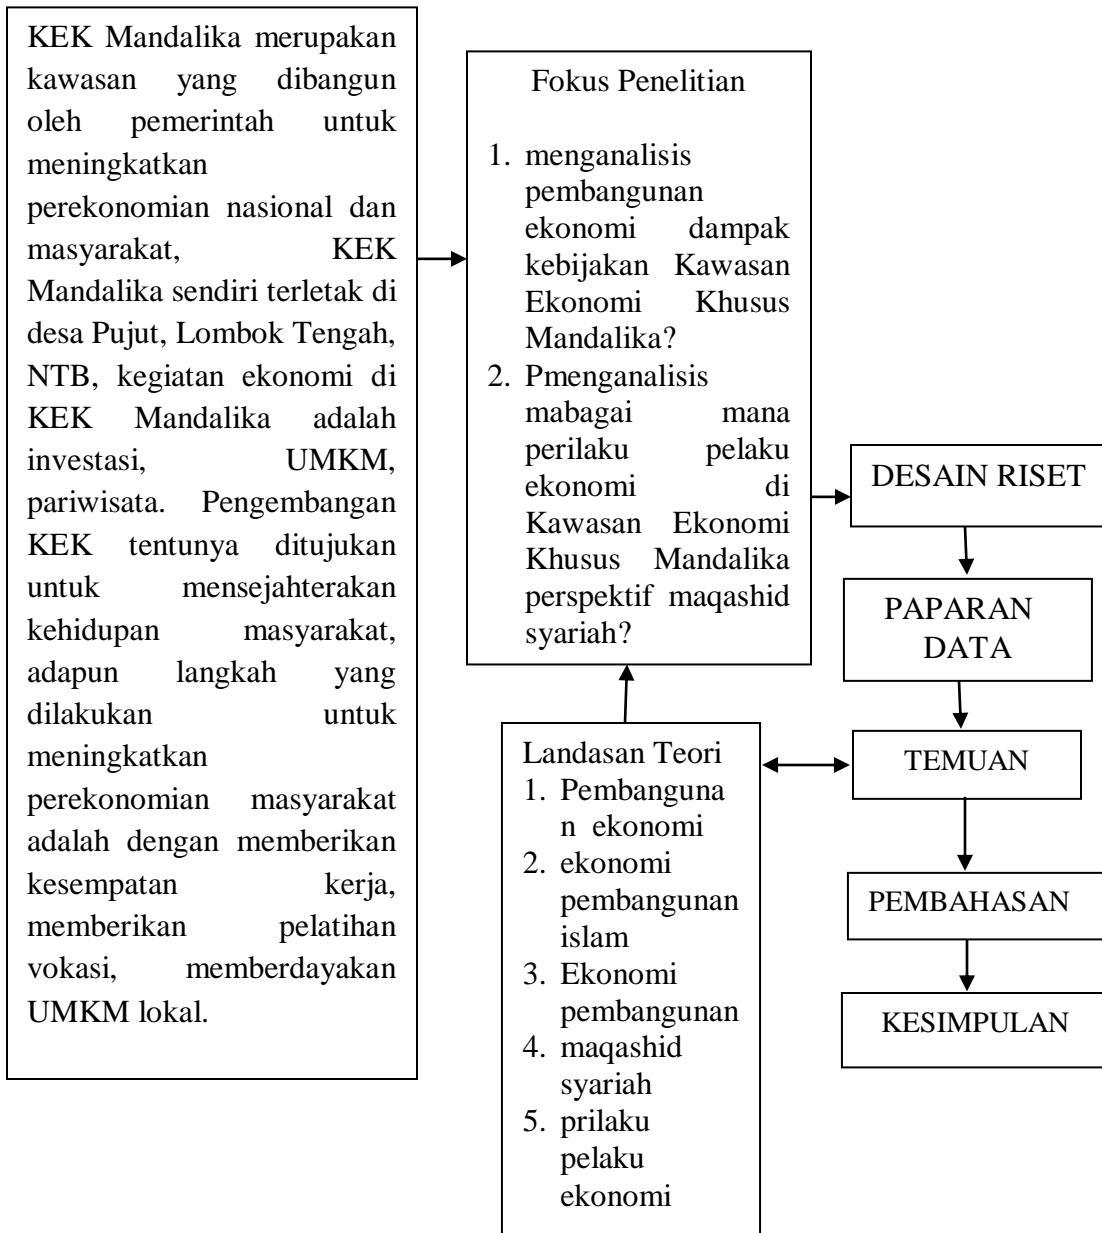 KEK Mandalika merupakan
kawasan yang dibangun
oleh pemerintah untuk
meningkatkan
perekonomian nasional dan
masyarakat, KEK
Mandalika sendiri terletak di
desa Pujut, Lombok Tengah,
NTB, kegiatan ekonomi di
KEK Mandalika adalah
investasi, UMKM,
pariwisata. Pengembangan
KEK tentunya ditujukan
untuk mensejahterakan
kehidupan masyarakat,
adapun langkah yang
dilakukan untuk
meningkatkan
perekonomian masyarakat
adalah dengan memberikan
kesempatan kerja,
memberikan pelatihan
vokasi, memberdayakan
UMKM lokal.
Fokus Penelitian
1. menganalisis
pembangunan
ekonomi dampak
kebijakan Kawasan
Ekonomi Khusus
Mandalika?
2. Pmenganalisis
mabagai mana
perilaku pelaku
ekonomi di
Kawasan Ekonomi
Khusus Mandalika
perspektif maqashid
syariah?
Landasan Teori
1. Pembanguna
n ekonomi
2. ekonomi
pembangunan
islam
3. Ekonomi
pembangunan
4. maqashid
syariah
5. prilaku
pelaku
ekonomi
DESAIN RISET
PAPARAN
DATA
TEMUAN
PEMBAHASAN
KESIMPULAN